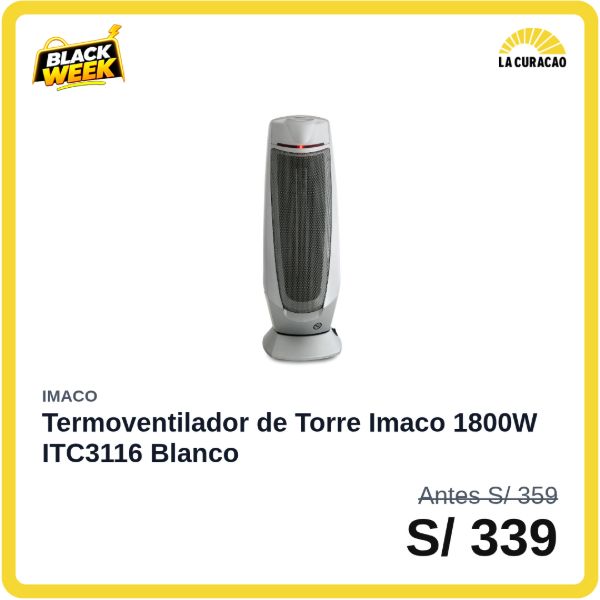 BLACK
WEEK
LA CURACAO
IMACO
Termoventilador de Torre Imaco 1800W
ITC3116 Blanco
Antes S/ 359
S/ 339